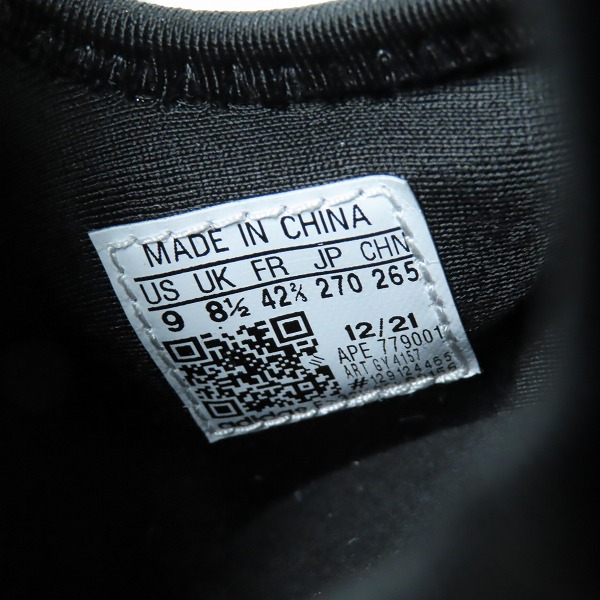 MADE IN CHINA
US UK FR JP CHN
9 8½ 42⅔ 270 265
12/21
APE 779001
ART GY4157
#129124465